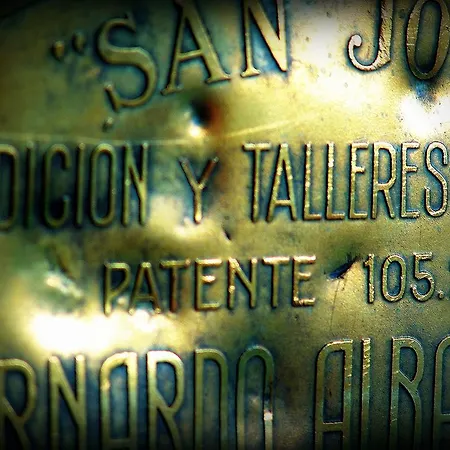 "SAN JO
DICION Y TALLERES
PATENTE 105.
RNARDO ALBA